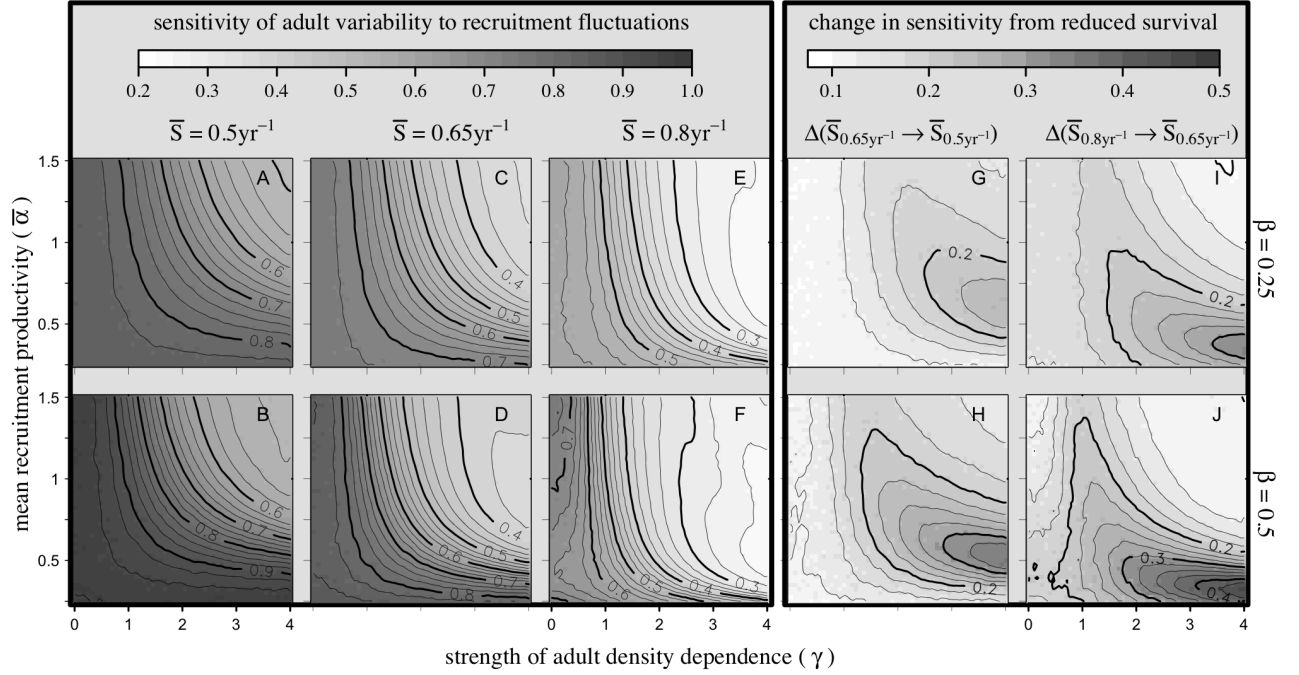 sensitivity of adult variability to recruitment fluctuations
0.2 0.3 0.4 0.5 0.6 0.7 0.8 0.9 1.0
S̅ = 0.5yr⁻¹ S̅ = 0.65yr⁻¹ S̅ = 0.8yr⁻¹
change in sensitivity from reduced survival
0.1 0.2 0.3 0.4 0.5
Δ(S̅0.65yr⁻¹ → S̅0.5yr⁻¹) Δ(S̅0.8yr⁻¹ → S̅0.65yr⁻¹)
mean recruitment productivity ( α̅ )
1.5
1
0.5
A
0.6
0.7
0.8
C
0.4
0.5
0.6
0.7
E
0.3
0.4
0.5
G
0.2
I
0.2
β = 0.25
1.5
1
0.5
B
0.6
0.7
0.8
0.9
D
0.4
0.5
0.6
0.7
0.8
F
0.7
0.3
0.4
0.5
0.6
H
0.2
J
0.2
0.3
0.4
β = 0.5
0 1 2 3 4
0 1 2 3 4
0 1 2 3 4
strength of adult density dependence ( γ )